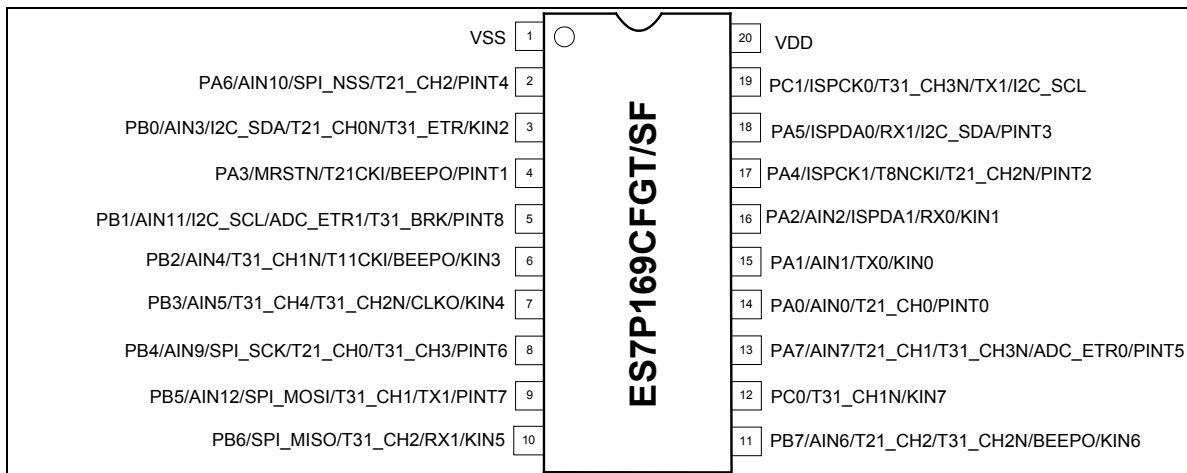 VSS 1
PA6/AIN10/SPI_NSS/T21_CH2/PINT4 2
PB0/AIN3/I2C_SDA/T21_CH0N/T31_ETR/KIN2 3
PA3/MRSTN/T21CKI/BEEPO/PINT1 4
PB1/AIN11/I2C_SCL/ADC_ETR1/T31_BRK/PINT8 5
PB2/AIN4/T31_CH1N/T11CKI/BEEPO/KIN3 6
PB3/AIN5/T31_CH4/T31_CH2N/CLKO/KIN4 7
PB4/AIN9/SPI_SCK/T21_CH0/T31_CH3/PINT6 8
PB5/AIN12/SPI_MOSI/T31_CH1/TX1/PINT7 9
PB6/SPI_MISO/T31_CH2/RX1/KIN5 10
ES7P169CFGT/SF
20 VDD
19 PC1/ISPCK0/T31_CH3N/TX1/I2C_SCL
18 PA5/ISPDA0/RX1/I2C_SDA/PINT3
17 PA4/ISPCK1/T8NCKI/T21_CH2N/PINT2
16 PA2/AIN2/ISPDA1/RX0/KIN1
15 PA1/AIN1/TX0/KIN0
14 PA0/AIN0/T21_CH0/PINT0
13 PA7/AIN7/T21_CH1/T31_CH3N/ADC_ETR0/PINT5
12 PC0/T31_CH1N/KIN7
11 PB7/AIN6/T21_CH2/T31_CH2N/BEEPO/KIN6